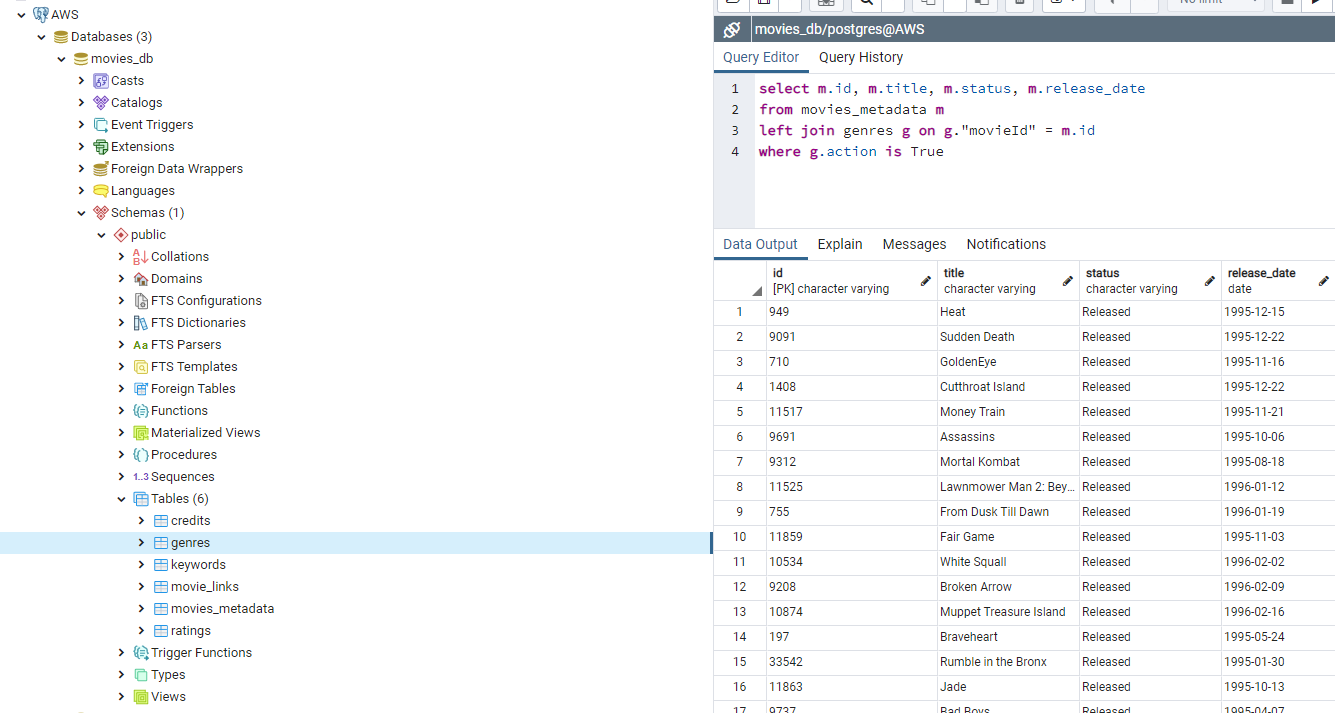 AWS
Databases (3)
movies_db
Casts
Catalogs
Event Triggers
Extensions
Foreign Data Wrappers
Languages
Schemas (1)
public
Collations
Domains
FTS Configurations
FTS Dictionaries
Aa FTS Parsers
FTS Templates
Foreign Tables
Functions
Materialized Views
Procedures
1..3 Sequences
Tables (6)
credits
genres
keywords
movie_links
movies_metadata
ratings
Trigger Functions
Types
Views
No limit
movies_db/postgres@AWS
Query Editor Query History
1 select m.id, m.title, m.status, m.release_date
2 from movies_metadata m
3 left join genres g on g."movieId" = m.id
4 where g.action is True
Data Output Explain Messages Notifications
id title status release_date
[PK] character varying character varying character varying date
1 949 Heat Released 1995-12-15
2 9091 Sudden Death Released 1995-12-22
3 710 GoldenEye Released 1995-11-16
4 1408 Cutthroat Island Released 1995-12-22
5 11517 Money Train Released 1995-11-21
6 9691 Assassins Released 1995-10-06
7 9312 Mortal Kombat Released 1995-08-18
8 11525 Lawnmower Man 2: Bey... Released 1996-01-12
9 755 From Dusk Till Dawn Released 1996-01-19
10 11859 Fair Game Released 1995-11-03
11 10534 White Squall Released 1996-02-02
12 9208 Broken Arrow Released 1996-02-09
13 10874 Muppet Treasure Island Released 1996-02-16
14 197 Braveheart Released 1995-05-24
15 33542 Rumble in the Bronx Released 1995-01-30
16 11863 Jade Released 1995-10-13
17 9737 Bad Boys Released 1995-04-07